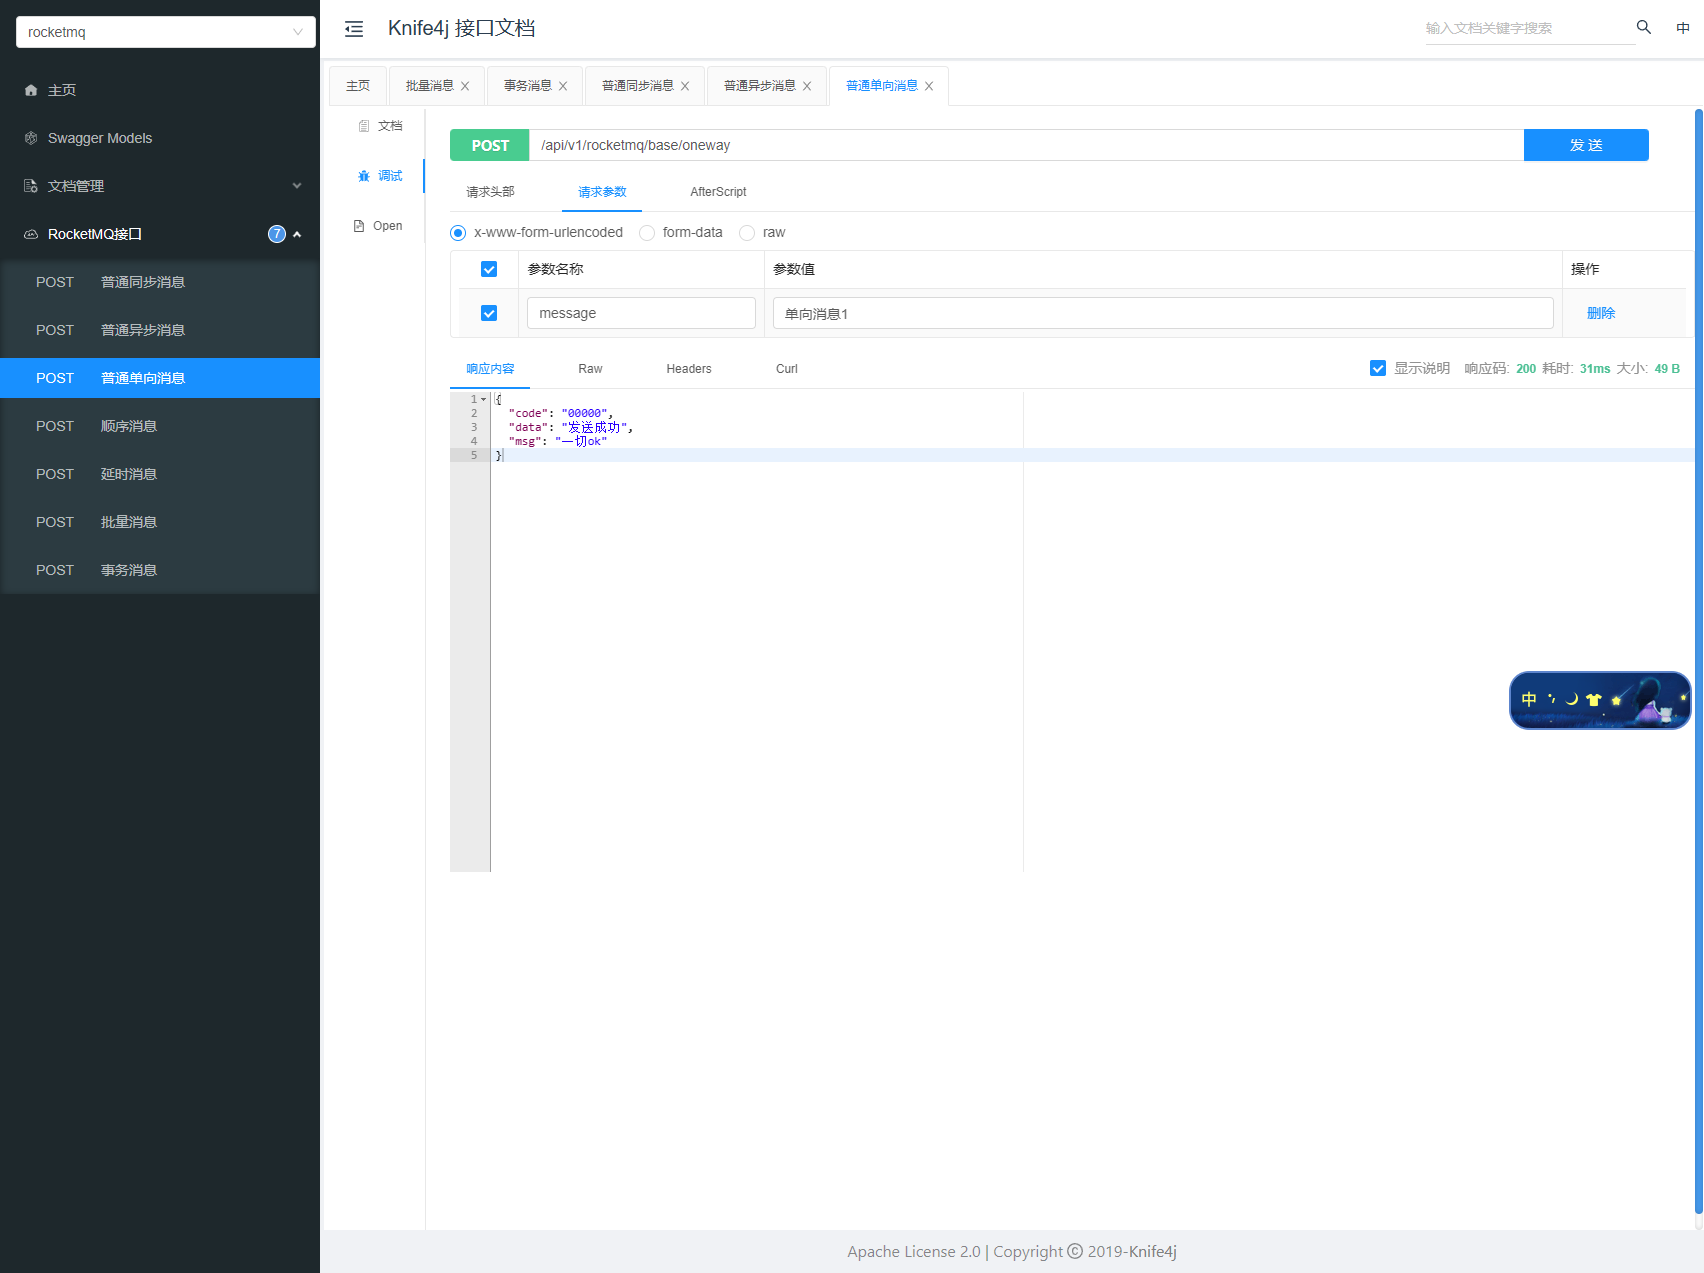 rocketmq
主页
Swagger Models
文档管理
RocketMQ接口 7
POST 普通同步消息
POST 普通异步消息
POST 普通单向消息
POST 顺序消息
POST 延时消息
POST 批量消息
POST 事务消息
Knife4j 接口文档
输入文档关键字搜索 中
主页 批量消息 事务消息 普通同步消息 普通异步消息 普通单向消息
文档
调试
Open
POST /api/v1/rocketmq/base/oneway 发 送
请求头部 请求参数 AfterScript
x-www-form-urlencoded form-data raw
参数名称 参数值 操作
message 单向消息1 删除
响应内容 Raw Headers Curl 显示说明 响应码: 200 耗时: 31ms 大小: 49 B
1 {
2 "code": "00000",
3 "data": "发送成功",
4 "msg": "一切ok"
5 }
中
Apache License 2.0 | Copyright © 2019-Knife4j